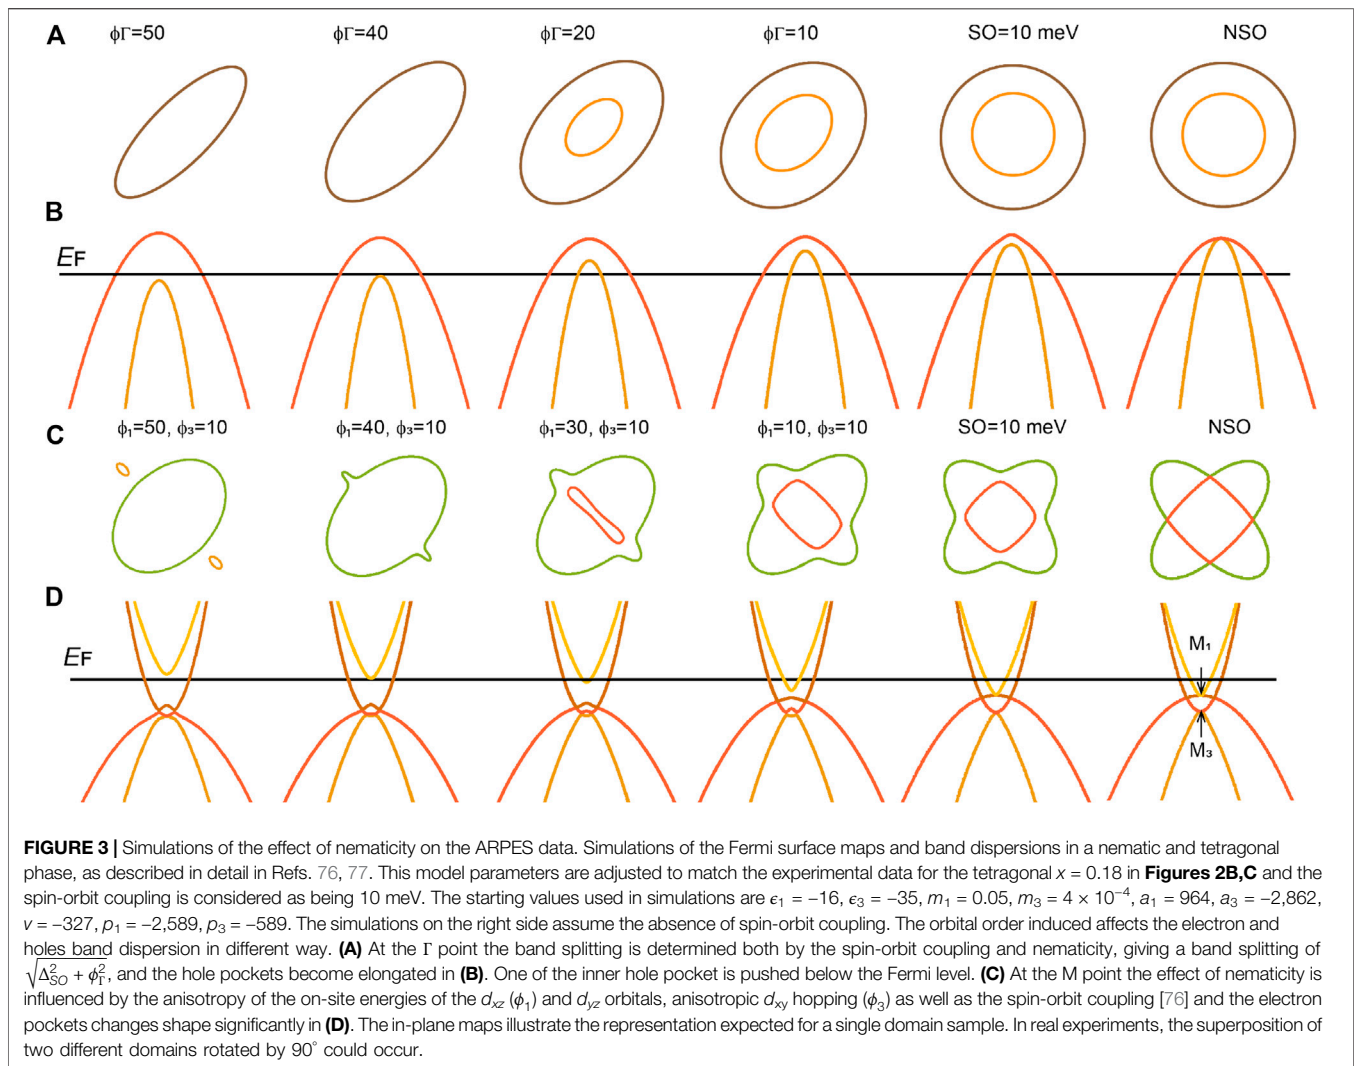 A ϕΓ=50 ϕΓ=40 ϕΓ=20 ϕΓ=10 SO=10 meV NSO
B
EF
C ϕ₁=50, ϕ₃=10 ϕ₁=40, ϕ₃=10 ϕ₁=30, ϕ₃=10 ϕ₁=10, ϕ₃=10 SO=10 meV NSO
D
EF
M₁
M₃
FIGURE 3 | Simulations of the effect of nematicity on the ARPES data. Simulations of the Fermi surface maps and band dispersions in a nematic and tetragonal
phase, as described in detail in Refs. 76, 77. This model parameters are adjusted to match the experimental data for the tetragonal x = 0.18 in Figures 2B,C and the
spin-orbit coupling is considered as being 10 meV. The starting values used in simulations are ϵ₁ = −16, ϵ₃ = −35, m₁ = 0.05, m₃ = 4 × 10⁻⁴, a₁ = 964, a₃ = −2,862,
v = −327, p₁ = −2,589, p₃ = −589. The simulations on the right side assume the absence of spin-orbit coupling. The orbital order induced affects the electron and
holes band dispersion in different way. (A) At the Γ point the band splitting is determined both by the spin-orbit coupling and nematicity, giving a band splitting of
√(Δ²_SO + ϕ²_Γ), and the hole pockets become elongated in (B). One of the inner hole pocket is pushed below the Fermi level. (C) At the M point the effect of nematicity is
influenced by the anisotropy of the on-site energies of the d_xz (ϕ₁) and d_yz orbitals, anisotropic d_xy hopping (ϕ₃) as well as the spin-orbit coupling [76] and the electron
pockets changes shape significantly in (D). The in-plane maps illustrate the representation expected for a single domain sample. In real experiments, the superposition of
two different domains rotated by 90° could occur.